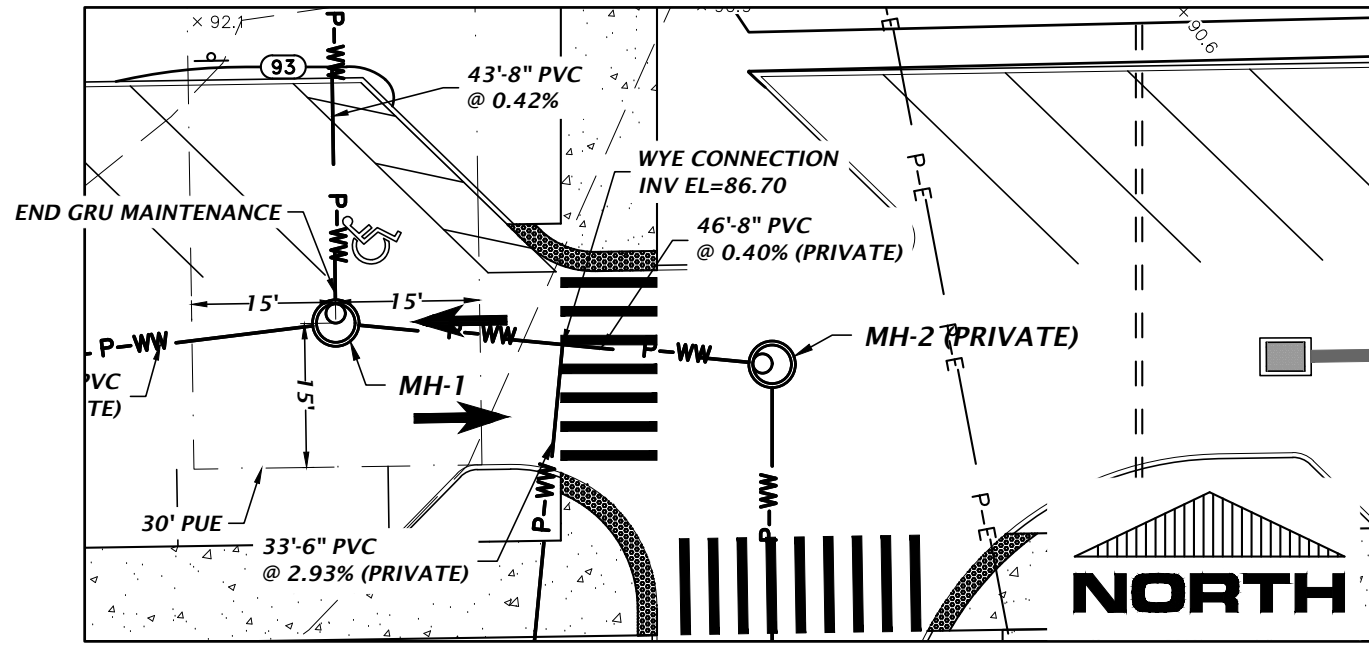 × 92.1
P-WW
93
43'-8" PVC
@ 0.42%
× 90.6
P-E
WYE CONNECTION
INV EL=86.70
END GRU MAINTENANCE
P-WW
46'-8" PVC
@ 0.40% (PRIVATE)
P-E
15'
15'
P-WW
P-WW
P-WW
MH-2 (PRIVATE)
P-E
PVC
TE)
15'
MH-1
P-WW
P-WW
P-E
30' PUE
33'-6" PVC
@ 2.93% (PRIVATE)
NORTH